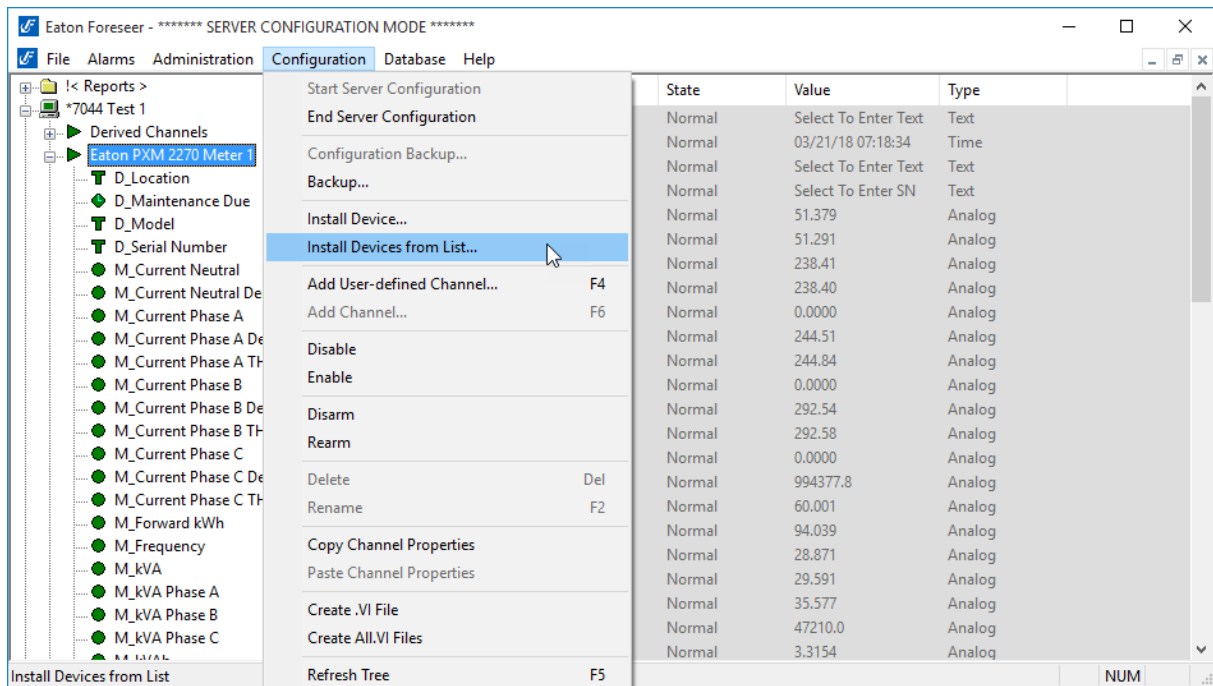 Eaton Foreseer - ******* SERVER CONFIGURATION MODE *******
File Alarms Administration Configuration Database Help
!< Reports >
*7044 Test 1
Derived Channels
Eaton PXM 2270 Meter 1
D_Location
D_Maintenance Due
D_Model
D_Serial Number
M_Current Neutral
M_Current Neutral De
M_Current Phase A
M_Current Phase A De
M_Current Phase A TH
M_Current Phase B
M_Current Phase B De
M_Current Phase B TH
M_Current Phase C
M_Current Phase C De
M_Current Phase C TH
M_Forward kWh
M_Frequency
M_kVA
M_kVA Phase A
M_kVA Phase B
M_kVA Phase C
Start Server Configuration
End Server Configuration
Configuration Backup...
Backup...
Install Device...
Install Devices from List...
Add User-defined Channel... F4
Add Channel... F6
Disable
Enable
Disarm
Rearm
Delete Del
Rename F2
Copy Channel Properties
Paste Channel Properties
Create .VI File
Create All.VI Files
Refresh Tree F5
State Value Type
Normal Select To Enter Text Text
Normal 03/21/18 07:18:34 Time
Normal Select To Enter Text Text
Normal Select To Enter SN Text
Normal 51.379 Analog
Normal 51.291 Analog
Normal 238.41 Analog
Normal 238.40 Analog
Normal 0.0000 Analog
Normal 244.51 Analog
Normal 244.84 Analog
Normal 0.0000 Analog
Normal 292.54 Analog
Normal 292.58 Analog
Normal 0.0000 Analog
Normal 994377.8 Analog
Normal 60.001 Analog
Normal 94.039 Analog
Normal 28.871 Analog
Normal 29.591 Analog
Normal 35.577 Analog
Normal 47210.0 Analog
Normal 3.3154 Analog
Install Devices from List
NUM